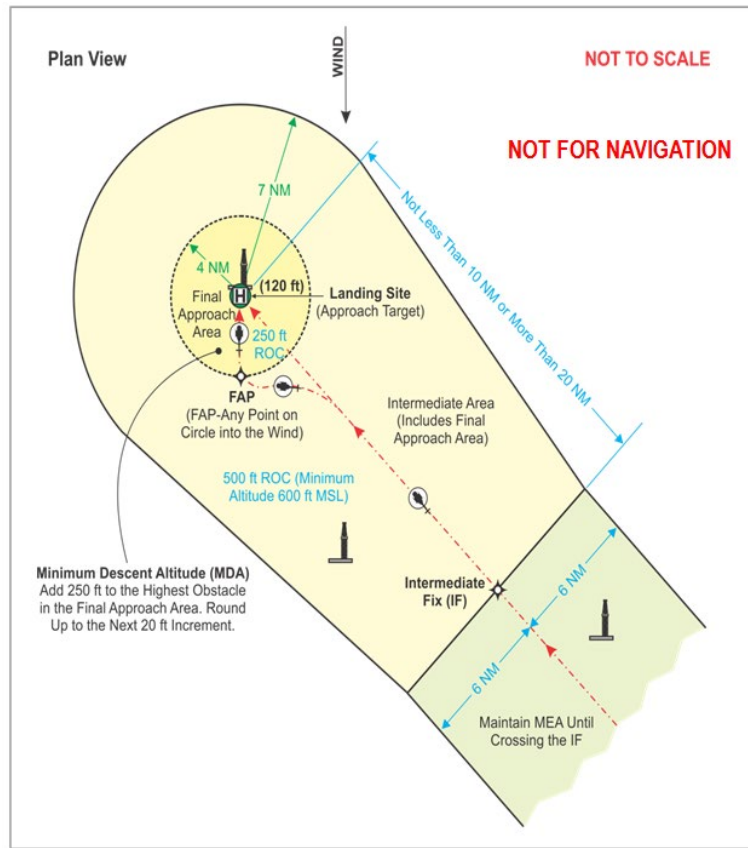 Plan View
WIND
NOT TO SCALE
NOT FOR NAVIGATION
Not Less Than 10 NM or More Than 20 NM
7 NM
4 NM
H
(120 ft)
Landing Site
(Approach Target)
Final
Approach
Area
250 ft
ROC
FAP
(FAP-Any Point on
Circle into the Wind)
Intermediate Area
(Includes Final
Approach Area)
500 ft ROC (Minimum
Altitude 600 ft MSL)
Minimum Descent Altitude (MDA)
Add 250 ft to the Highest Obstacle
in the Final Approach Area. Round
Up to the Next 20 ft Increment.
Intermediate
Fix (IF)
6 NM
6 NM
Maintain MEA Until
Crossing the IF